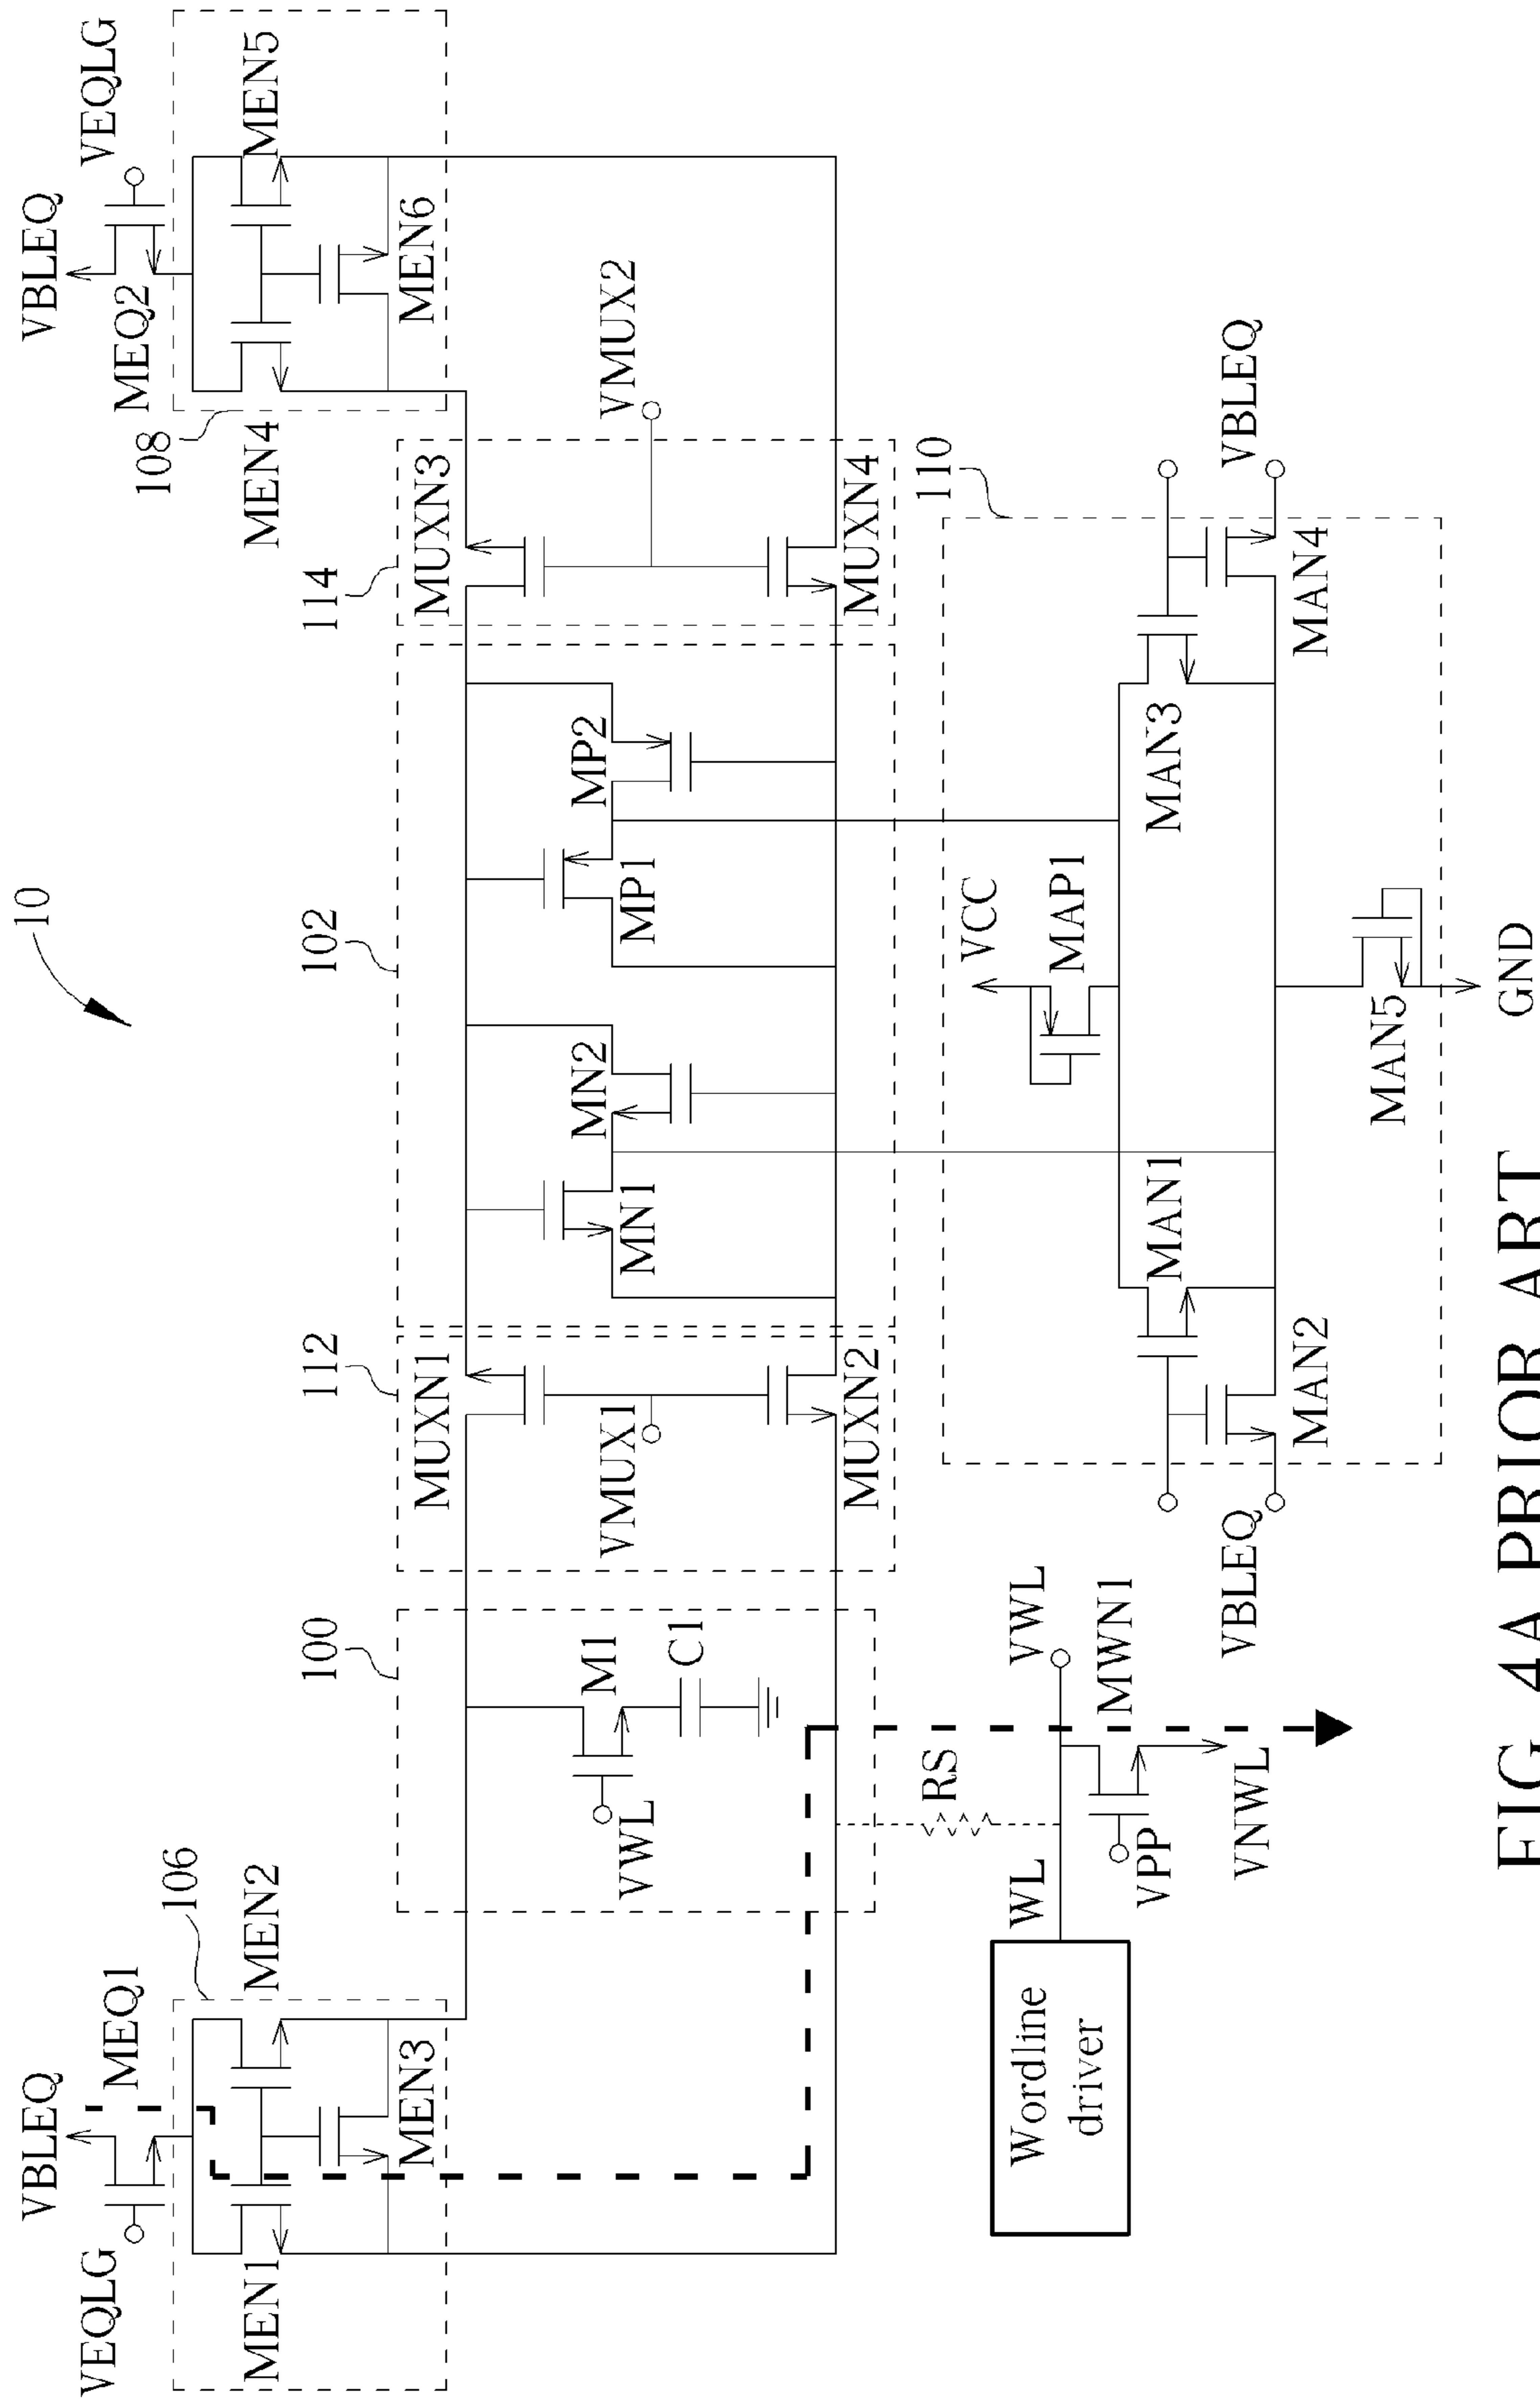 10
VBLEQ
VBLEQ
VEQLG
MEQ1
MEQ2
VEQLG
106
108
MEN1
MEN2
MEN4
MEN5
MEN3
MEN6
100
112
102
114
MUXN1
MUXN3
VWL
M1
VMUX1
MN1
MN2
MP1
MP2
VMUX2
C1
MUXN2
MUXN4
RS
110
Wordline
driver
WL
VWL
VCC
MAP1
VPP
MWN1
MAN1
MAN3
VNWL
VBLEQ
VBLEQ
MAN2
MAN4
MAN5
GND
FIG. 4A PRIOR ART